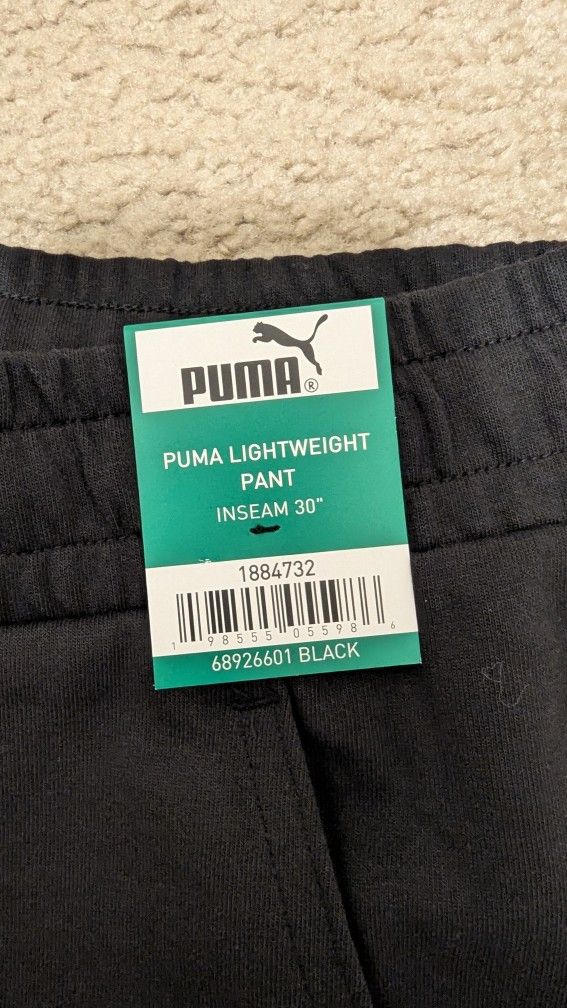 PUMA®
PUMA LIGHTWEIGHT
PANT
INSEAM 30"
1884732
1 98555 05598 6
68926601 BLACK